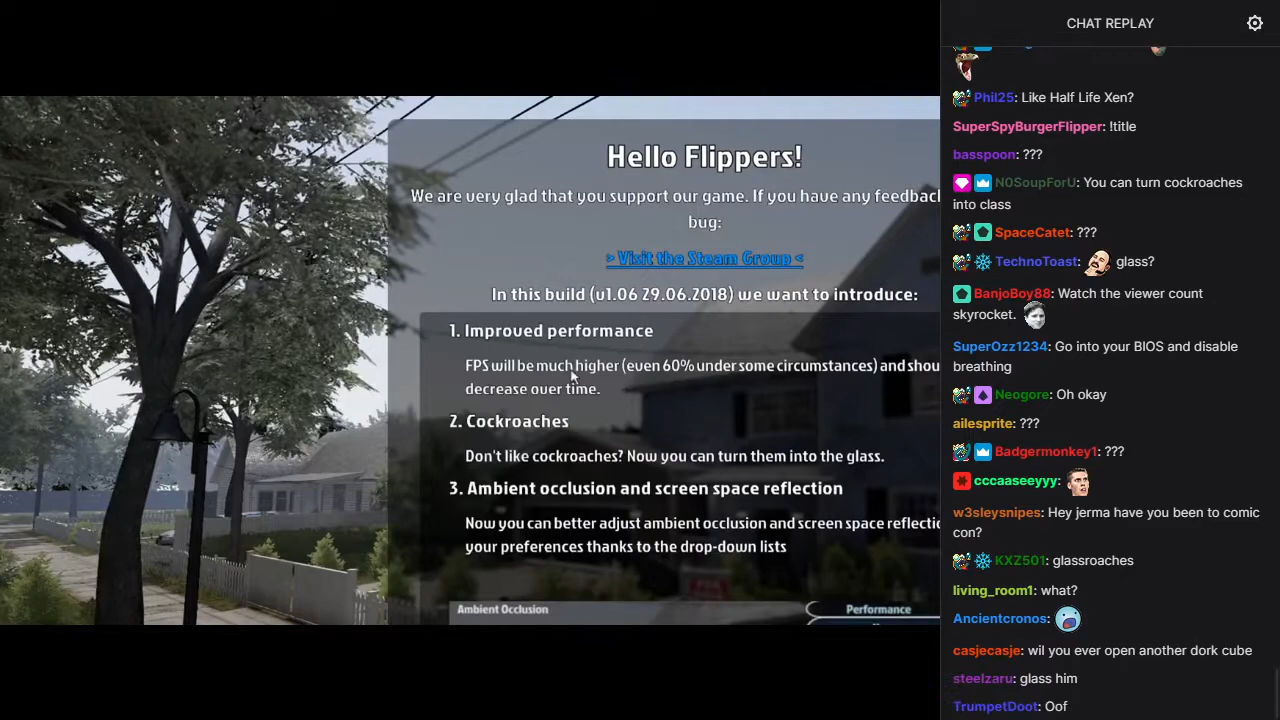 Hello Flippers!
We are very glad that you support our game. If you have any feedback
bug:
> Visit the Steam Group <
In this build (v1.06 29.06.2018) we want to introduce:
1. Improved performance
FPS will be much higher (even 60% under some circumstances) and shou
decrease over time.
2. Cockroaches
Don't like cockroaches? Now you can turn them into the glass.
3. Ambient occlusion and screen space reflection
Now you can better adjust ambient occlusion and screen space reflectio
your preferences thanks to the drop-down lists
Ambient Occlusion
Performance
CHAT REPLAY
Phil25: Like Half Life Xen?
SuperSpyBurgerFlipper: !title
basspoon: ???
N0SoupForU: You can turn cockroaches
into class
SpaceCatet: ???
TechnoToast: glass?
BanjoBoy88: Watch the viewer count
skyrocket.
SuperOzz1234: Go into your BIOS and disable
breathing
Neogore: Oh okay
ailesprite: ???
Badgermonkey1: ???
cccaaseeyyy:
w3sleysnipes: Hey jerma have you been to comic
con?
KXZ501: glassroaches
living_room1: what?
Ancientcronos:
casjecasje: wil you ever open another dork cube
steelzaru: glass him
TrumpetDoot: Oof